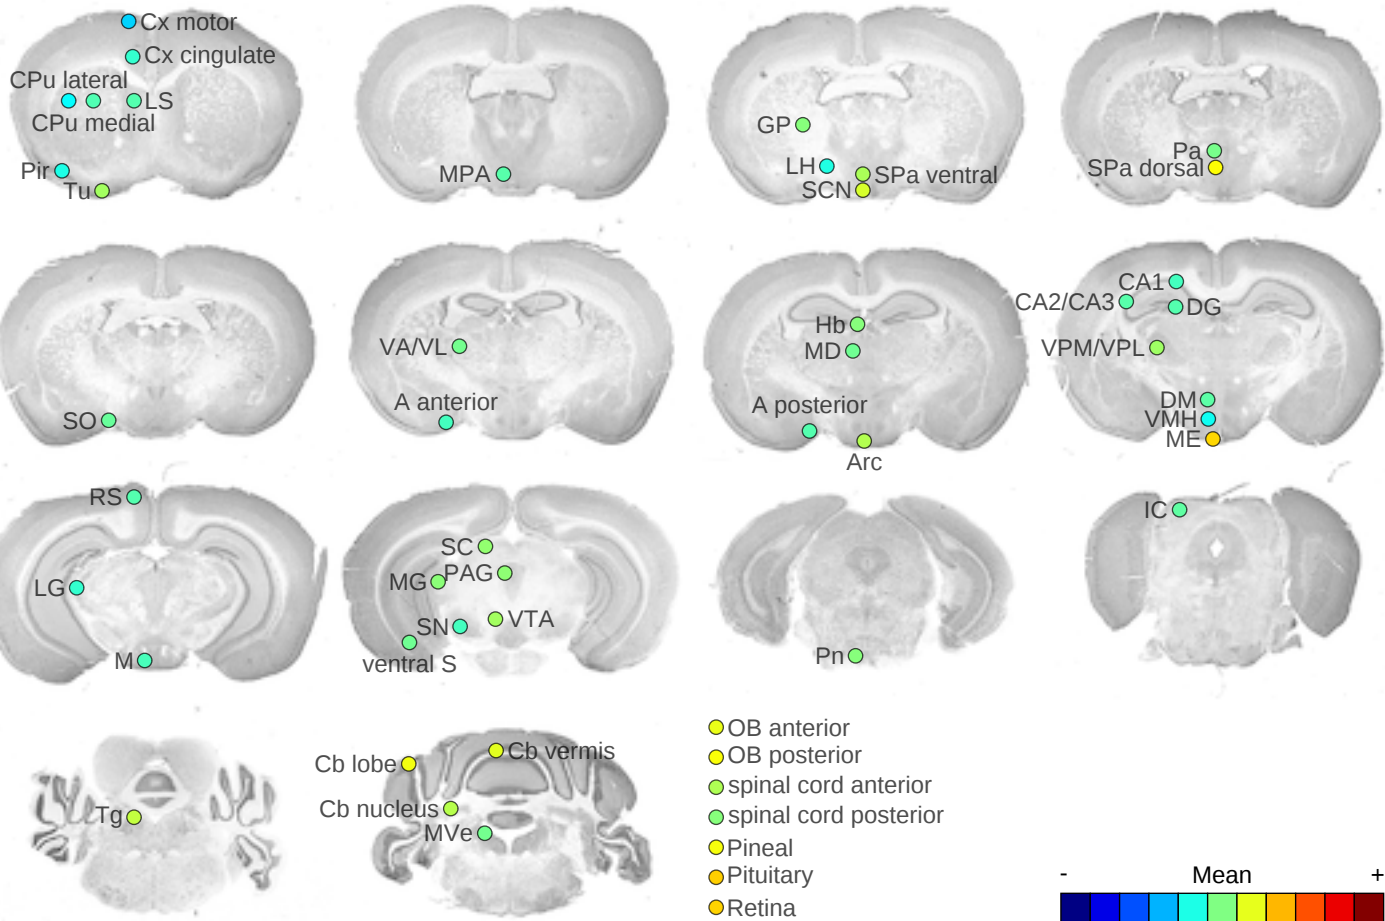 Cx motor
Cx cingulate
CPu lateral
LS
CPu medial
Pir
Tu
MPA
GP
LH
SPa ventral
SCN
Pa
SPa dorsal
SO
VA/VL
A anterior
Hb
MD
A posterior
Arc
CA1
CA2/CA3
DG
VPM/VPL
DM
VMH
ME
RS
LG
M
SC
MG
PAG
SN
VTA
ventral S
Pn
IC
Tg
Cb lobe
Cb vermis
Cb nucleus
MVe
OB anterior
OB posterior
spinal cord anterior
spinal cord posterior
Pineal
Pituitary
Retina
- Mean +